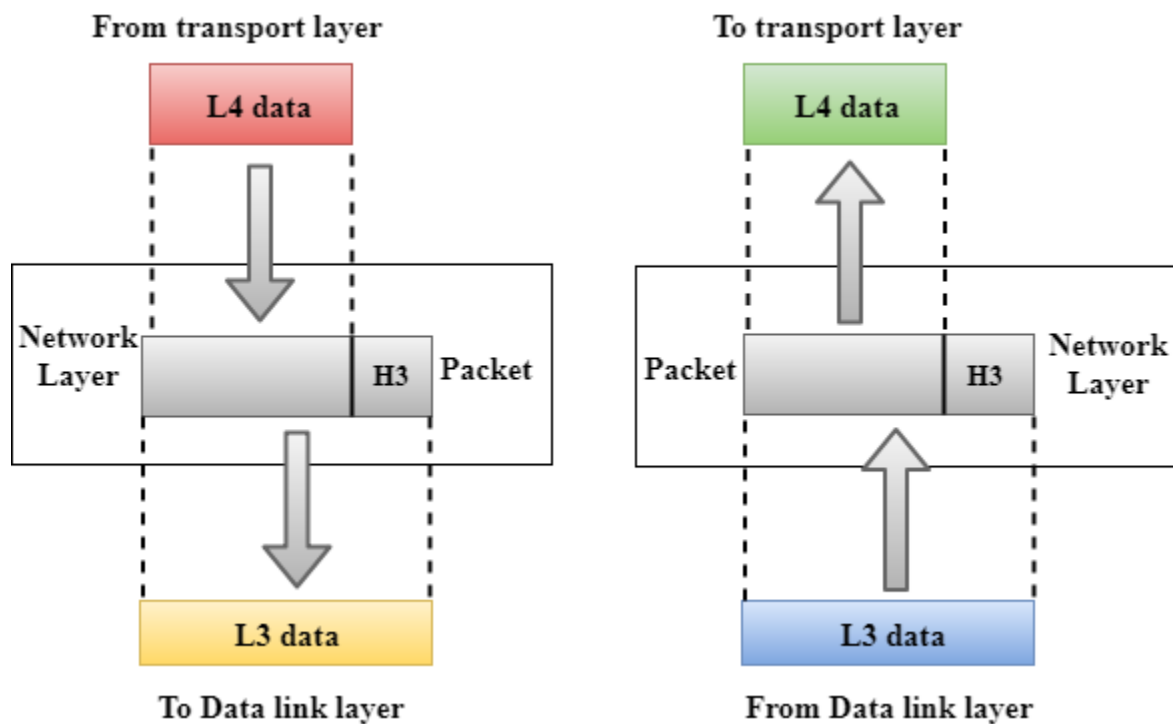 From transport layer
L4 data
Network
Layer
H3
Packet
L3 data
To Data link layer
To transport layer
L4 data
Packet
H3
Network
Layer
L3 data
From Data link layer